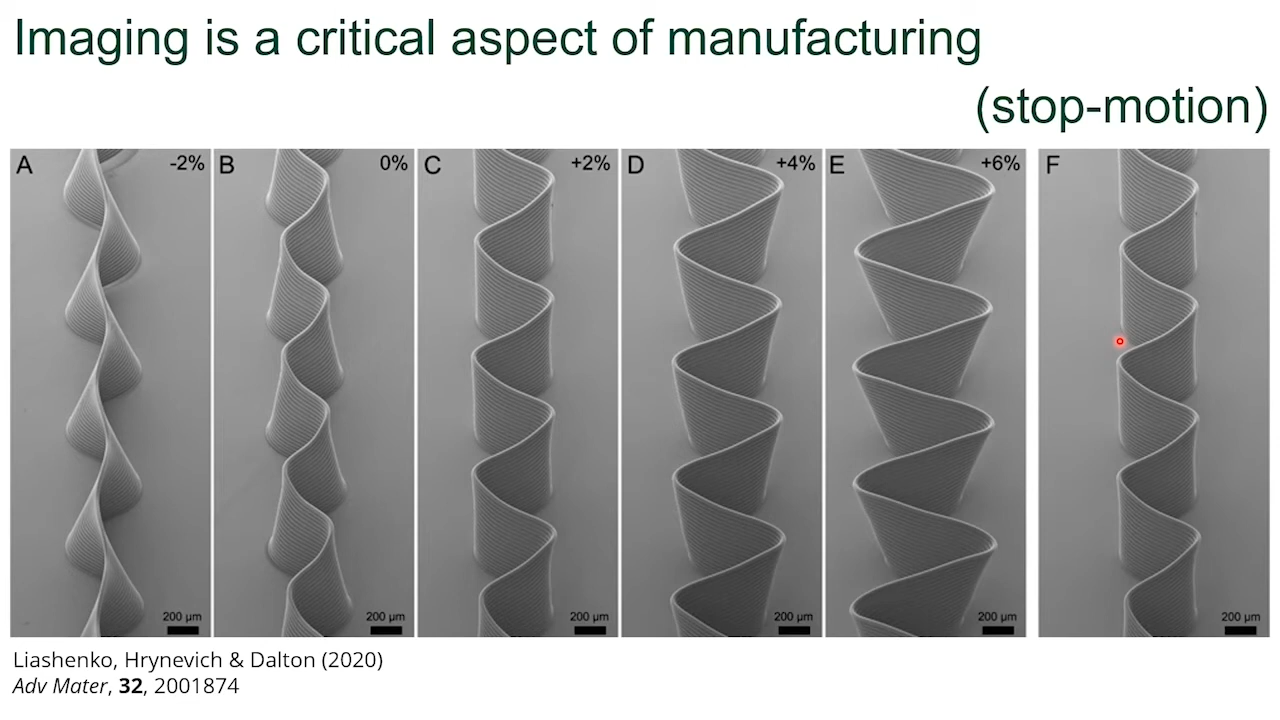 Imaging is a critical aspect of manufacturing
(stop-motion)
A -2% B 0% C +2% D +4% E +6% F
200 µm 200 µm 200 µm 200 µm 200 µm 200 µm
Liashenko, Hrynevich & Dalton (2020)
Adv Mater, 32, 2001874